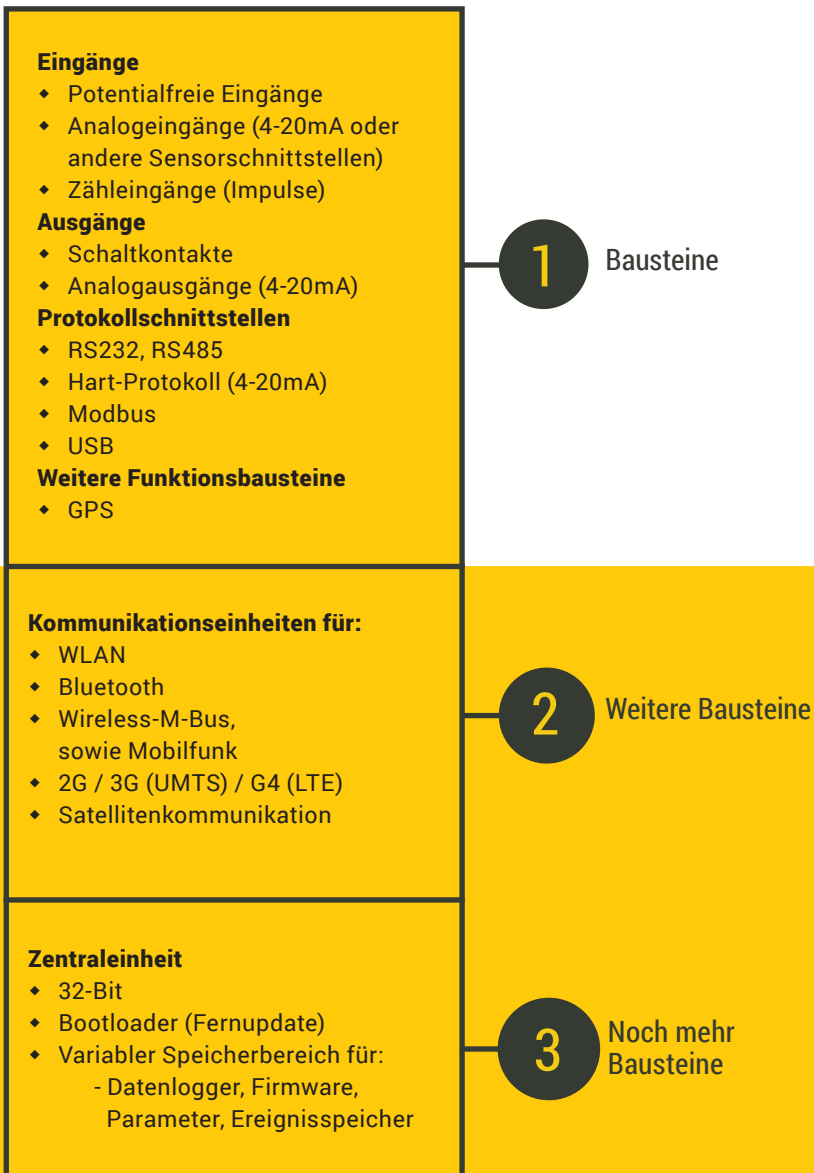 Eingänge
◆ Potentialfreie Eingänge
◆ Analogeingänge (4-20mA oder
andere Sensorschnittstellen)
◆ Zähleingänge (Impulse)
Ausgänge
◆ Schaltkontakte
◆ Analogausgänge (4-20mA)
Protokollschnittstellen
◆ RS232, RS485
◆ Hart-Protokoll (4-20mA)
◆ Modbus
◆ USB
Weitere Funktionsbausteine
◆ GPS
1 Bausteine
Kommunikationseinheiten für:
◆ WLAN
◆ Bluetooth
◆ Wireless-M-Bus,
sowie Mobilfunk
◆ 2G / 3G (UMTS) / G4 (LTE)
◆ Satellitenkommunikation
2 Weitere Bausteine
Zentraleinheit
◆ 32-Bit
◆ Bootloader (Fernupdate)
◆ Variabler Speicherbereich für:
- Datenlogger, Firmware,
Parameter, Ereignisspeicher
3 Noch mehr
Bausteine